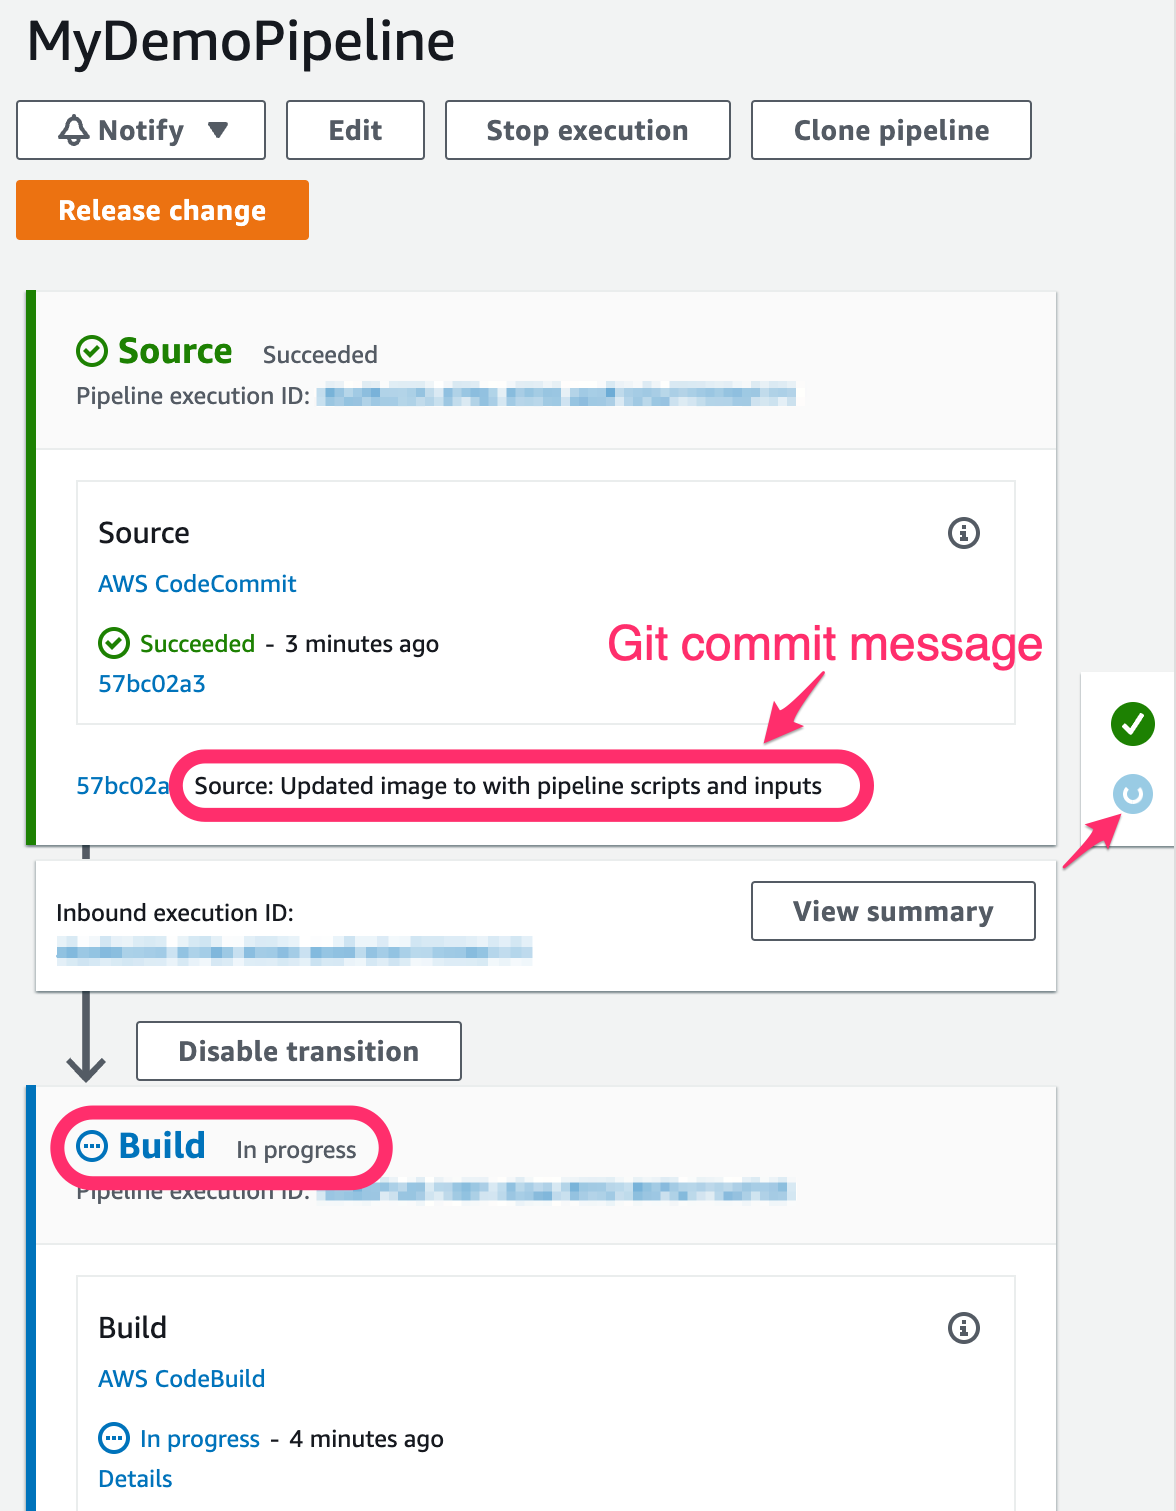 MyDemoPipeline
Notify
Edit
Stop execution
Clone pipeline
Release change
Source Succeeded
Pipeline execution ID:
Source
AWS CodeCommit
Succeeded - 3 minutes ago
Git commit message
57bc02a3
57bc02a Source: Updated image to with pipeline scripts and inputs
Inbound execution ID:
View summary
Disable transition
Build In progress
Pipeline execution ID:
Build
AWS CodeBuild
In progress - 4 minutes ago
Details